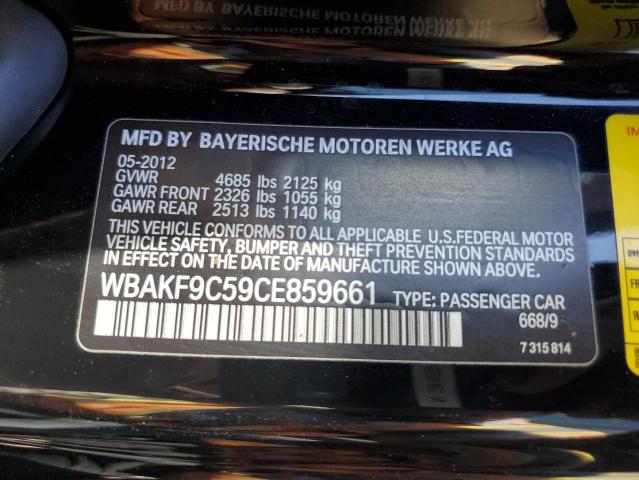 MFD BY BAYERISCHE MOTOREN WERKE AG
05-2012
GVWR 4685 lbs 2125 kg
GAWR FRONT 2326 lbs 1055 kg
GAWR REAR 2513 lbs 1140 kg
THIS VEHICLE CONFORMS TO ALL APPLICABLE U.S.FEDERAL MOTOR
VEHICLE SAFETY, BUMPER AND THEFT PREVENTION STANDARDS
IN EFFECT ON THE DATE OF MANUFACTURE SHOWN ABOVE.
WBAKF9C59CE859661 TYPE: PASSENGER CAR
668/9
7 315 814